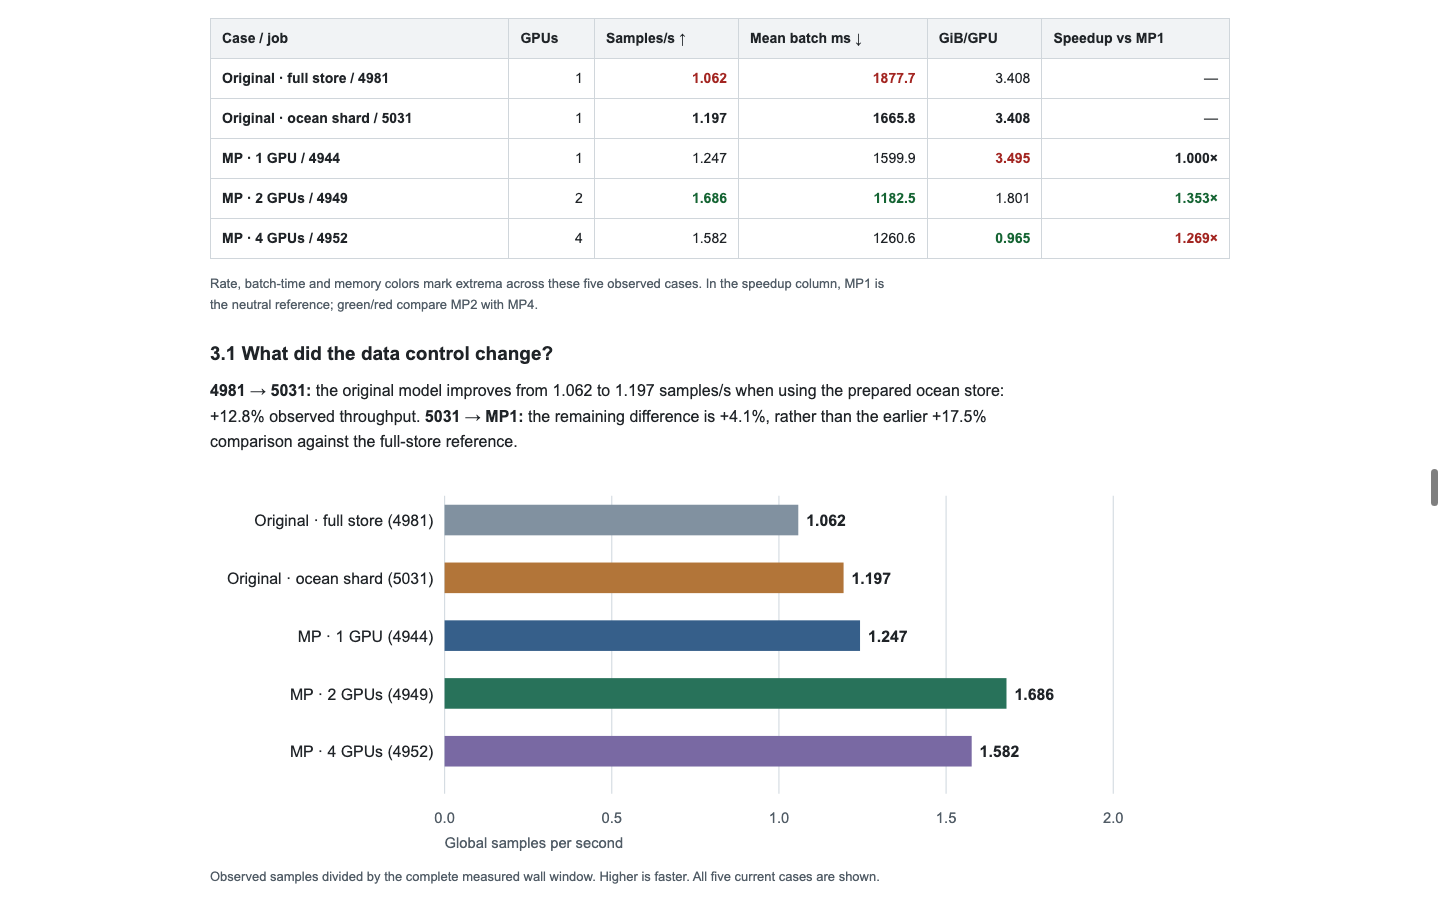 Case / job GPUs Samples/s ↑ Mean batch ms ↓ GiB/GPU Speedup vs MP1
Original · full store / 4981 1 1.062 1877.7 3.408 —
Original · ocean shard / 5031 1 1.197 1665.8 3.408 —
MP · 1 GPU / 4944 1 1.247 1599.9 3.495 1.000×
MP · 2 GPUs / 4949 2 1.686 1182.5 1.801 1.353×
MP · 4 GPUs / 4952 4 1.582 1260.6 0.965 1.269×
Rate, batch-time and memory colors mark extrema across these five observed cases. In the speedup column, MP1 is
the neutral reference; green/red compare MP2 with MP4.
3.1 What did the data control change?
4981 → 5031: the original model improves from 1.062 to 1.197 samples/s when using the prepared ocean store:
+12.8% observed throughput. 5031 → MP1: the remaining difference is +4.1%, rather than the earlier +17.5%
comparison against the full-store reference.
Original · full store (4981) 1.062
Original · ocean shard (5031) 1.197
MP · 1 GPU (4944) 1.247
MP · 2 GPUs (4949) 1.686
MP · 4 GPUs (4952) 1.582
0.0 0.5 1.0 1.5 2.0
Global samples per second
Observed samples divided by the complete measured wall window. Higher is faster. All five current cases are shown.